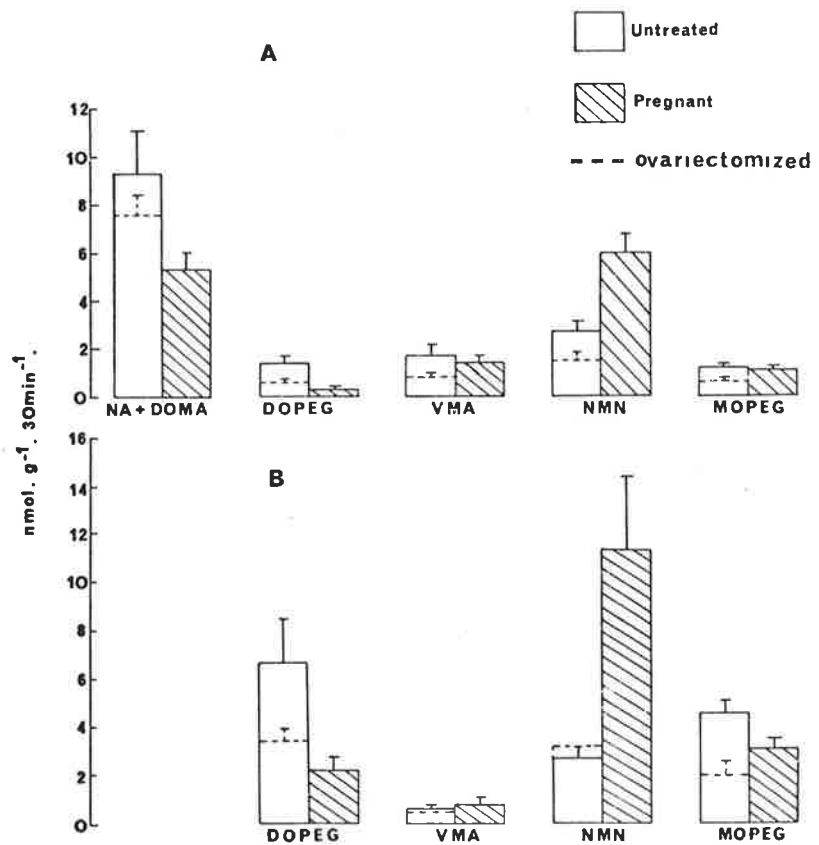 A
Untreated
Pregnant
ovariectomized
nmol. g⁻¹. 30min⁻¹.
12
10
8
6
4
2
0
NA + DOMA
DOPEG
VMA
NMN
MOPEG
B
16
14
12
10
8
6
4
2
0
DOPEG
VMA
NMN
MOPEG